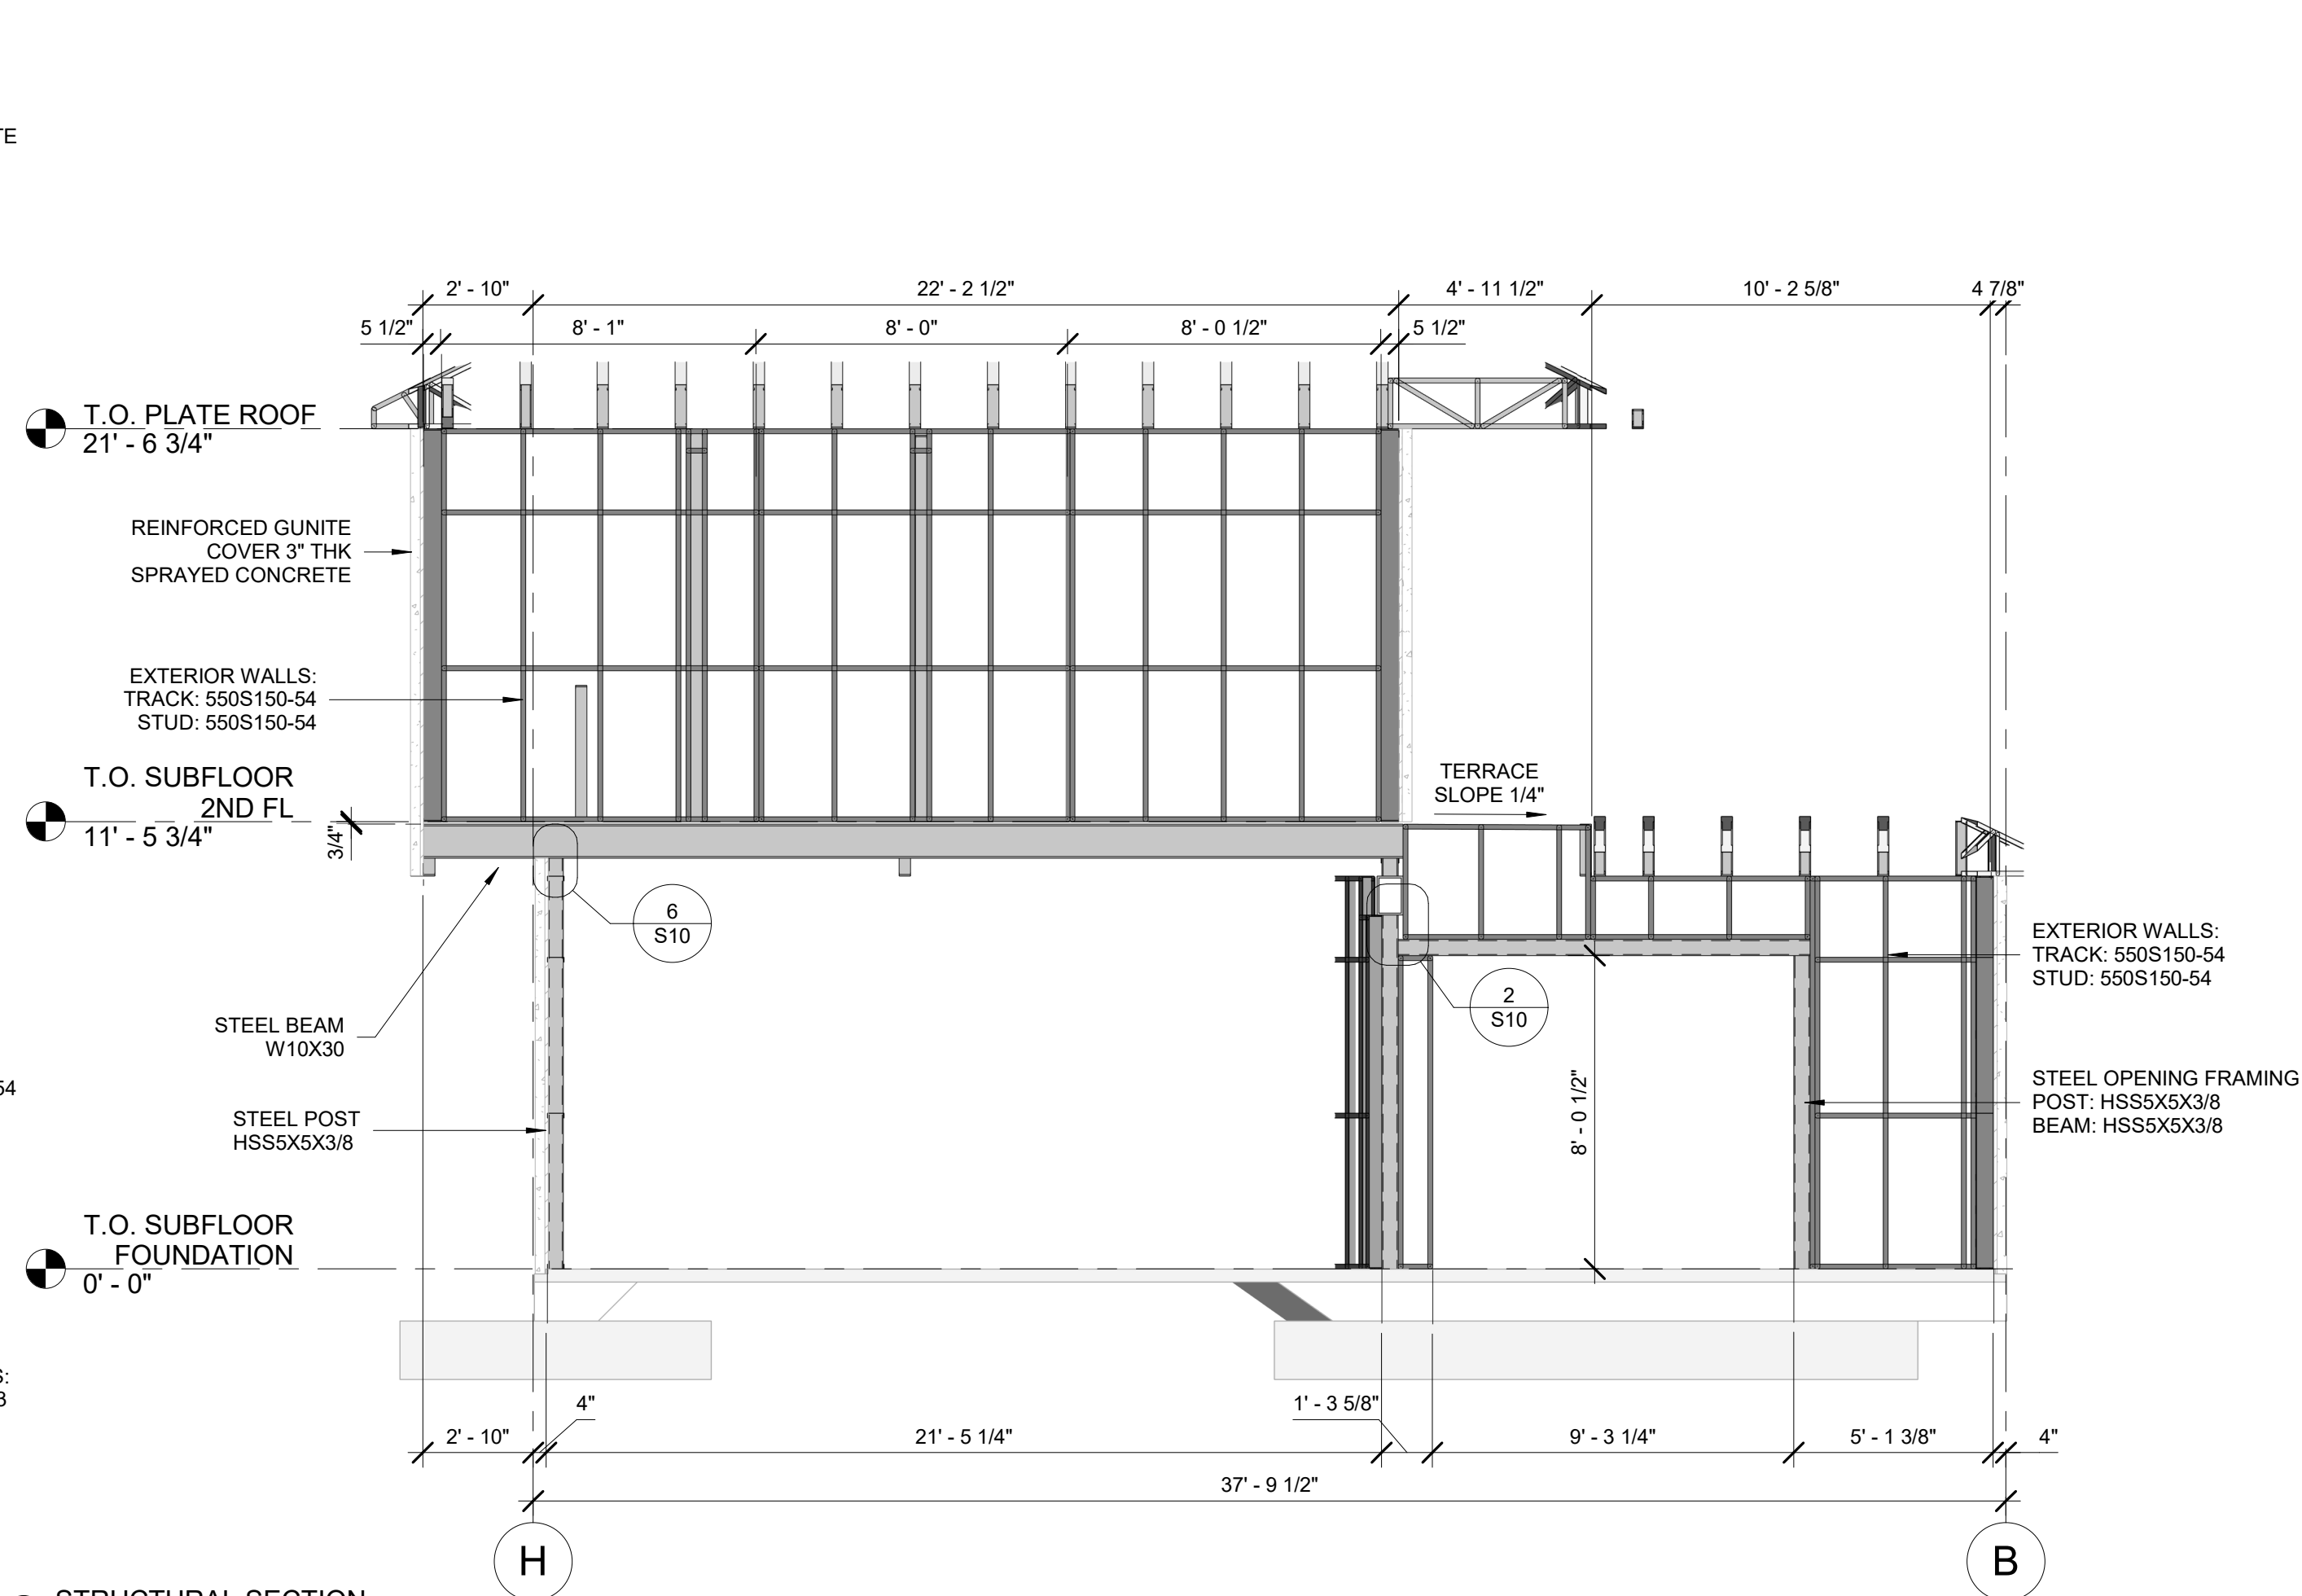 TE
2' - 10"
22' - 2 1/2"
4' - 11 1/2"
10' - 2 5/8"
4 7/8"
5 1/2"
8' - 1"
8' - 0"
8' - 0 1/2"
5 1/2"
T.O. PLATE ROOF
21' - 6 3/4"
REINFORCED GUNITE
COVER 3" THK
SPRAYED CONCRETE
EXTERIOR WALLS:
TRACK: 550S150-54
STUD: 550S150-54
T.O. SUBFLOOR
2ND FL
11' - 5 3/4"
3/4"
TERRACE
SLOPE 1/4"
6
S10
2
S10
EXTERIOR WALLS:
TRACK: 550S150-54
STUD: 550S150-54
STEEL BEAM
W10X30
54
STEEL POST
HSS5X5X3/8
8' - 0 1/2"
STEEL OPENING FRAMING
POST: HSS5X5X3/8
BEAM: HSS5X5X3/8
T.O. SUBFLOOR
FOUNDATION
0' - 0"
S:
4"
1' - 3 5/8"
2' - 10"
21' - 5 1/4"
9' - 3 1/4"
5' - 1 3/8"
4"
37' - 9 1/2"
H
B
STRUCTURAL SECTION